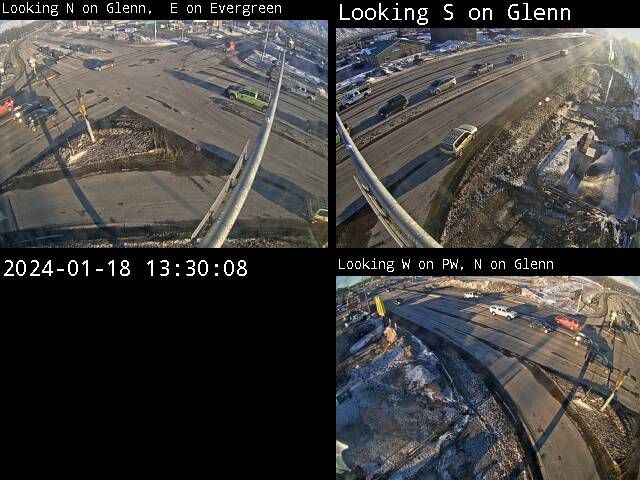 Looking N on Glenn, E on Evergreen
Looking S on Glenn
2024-01-18 13:30:08
Looking W on PW, N on Glenn